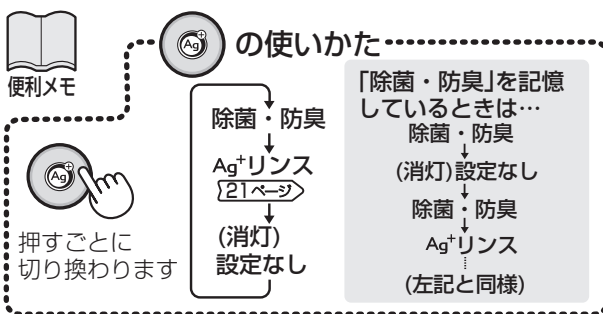 便利メモ
Ag+ の使いかた
Ag+
押すごとに
切り換わります
除菌・防臭
Ag+リンス
21ページ
(消灯)
設定なし
「除菌・防臭」を記憶
しているときは…
除菌・防臭
(消灯)設定なし
除菌・防臭
Ag+リンス
(左記と同様)